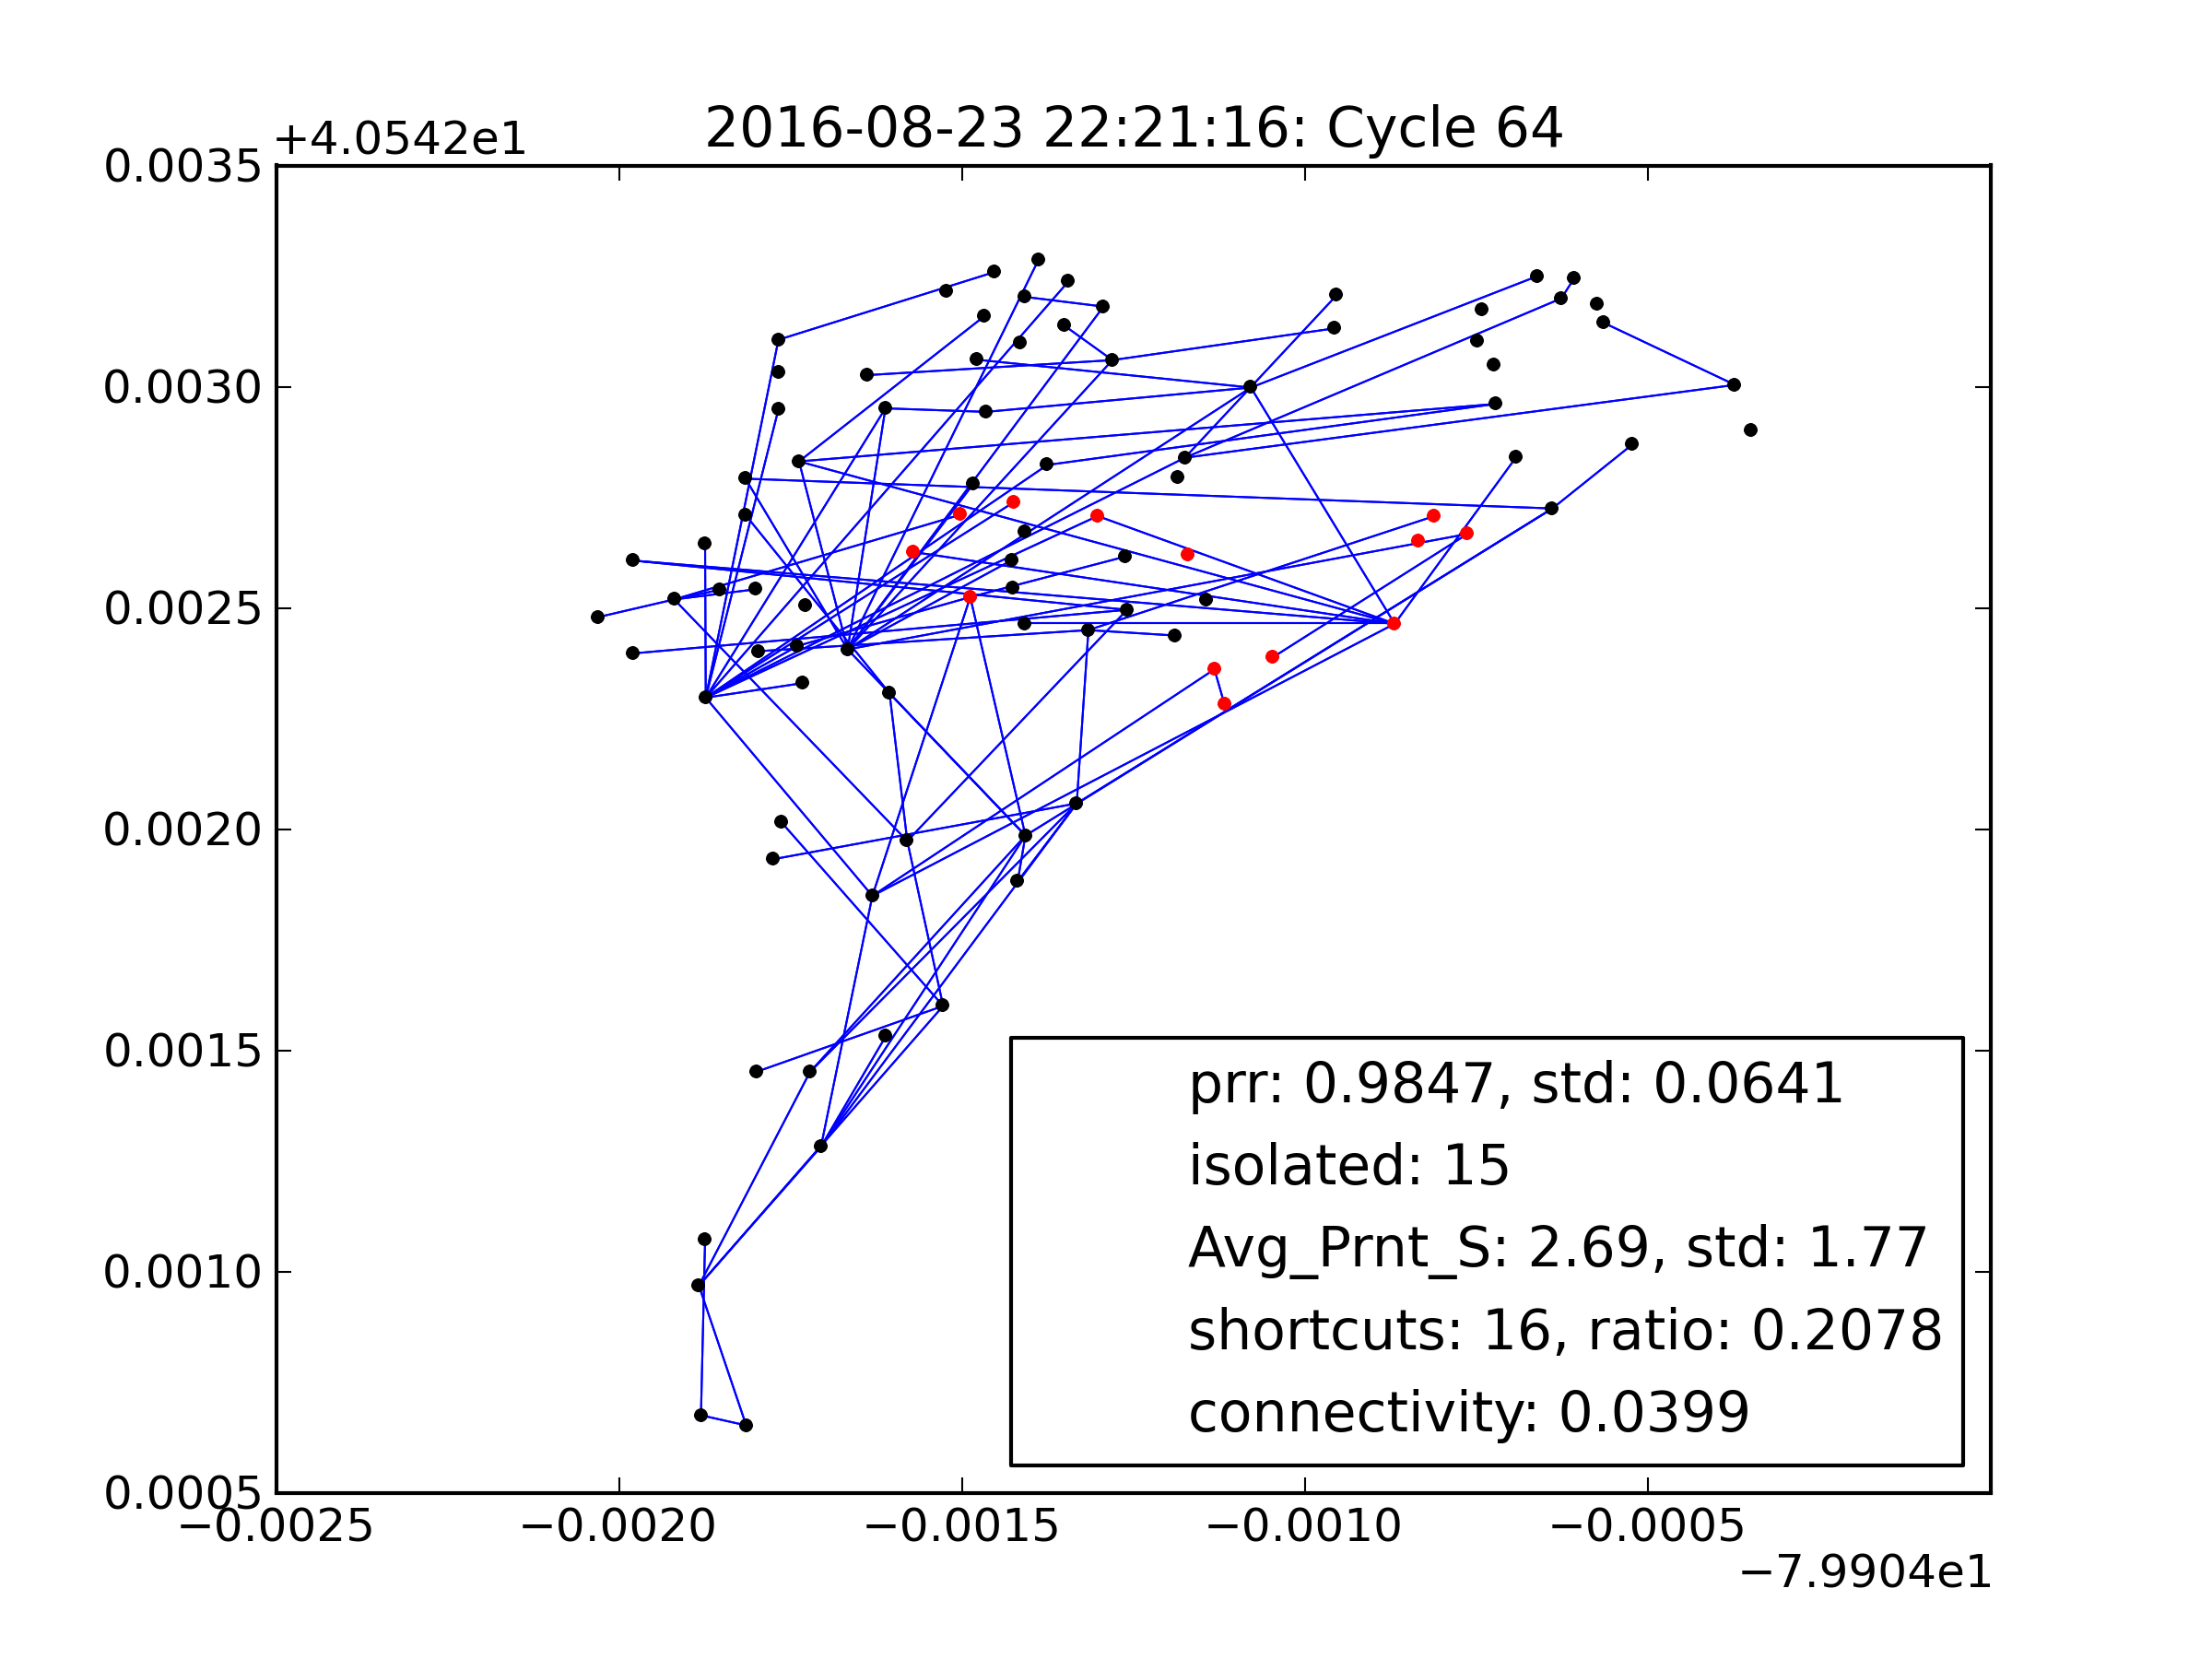 2016-08-23 22:21:16: Cycle 64
+4.0542e1
0.0035
0.0030
0.0025
0.0020
0.0015
0.0010
0.0005
prr: 0.9847, std: 0.0641
isolated: 15
Avg_Prnt_S: 2.69, std: 1.77
shortcuts: 16, ratio: 0.2078
connectivity: 0.0399
−0.0025 −0.0020 −0.0015 −0.0010 −0.0005
−7.9904e1